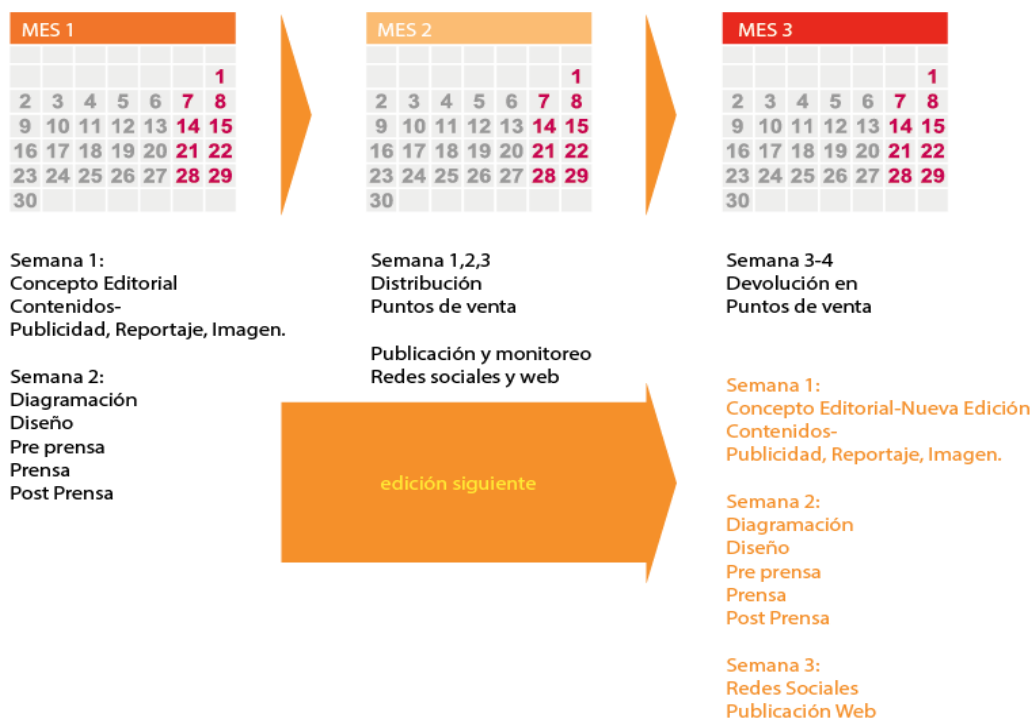 MES 1
1
2 3 4 5 6 7 8
9 10 11 12 13 14 15
16 17 18 19 20 21 22
23 24 25 26 27 28 29
30
Semana 1:
Concepto Editorial
Contenidos-
Publicidad, Reportaje, Imagen.
Semana 2:
Diagramación
Diseño
Pre prensa
Prensa
Post Prensa
MES 2
1
2 3 4 5 6 7 8
9 10 11 12 13 14 15
16 17 18 19 20 21 22
23 24 25 26 27 28 29
30
Semana 1,2,3
Distribución
Puntos de venta
Publicación y monitoreo
Redes sociales y web
edición siguiente
MES 3
1
2 3 4 5 6 7 8
9 10 11 12 13 14 15
16 17 18 19 20 21 22
23 24 25 26 27 28 29
30
Semana 3-4
Devolución en
Puntos de venta
Semana 1:
Concepto Editorial-Nueva Edición
Contenidos-
Publicidad, Reportaje, Imagen.
Semana 2:
Diagramación
Diseño
Pre prensa
Prensa
Post Prensa
Semana 3:
Redes Sociales
Publicación Web